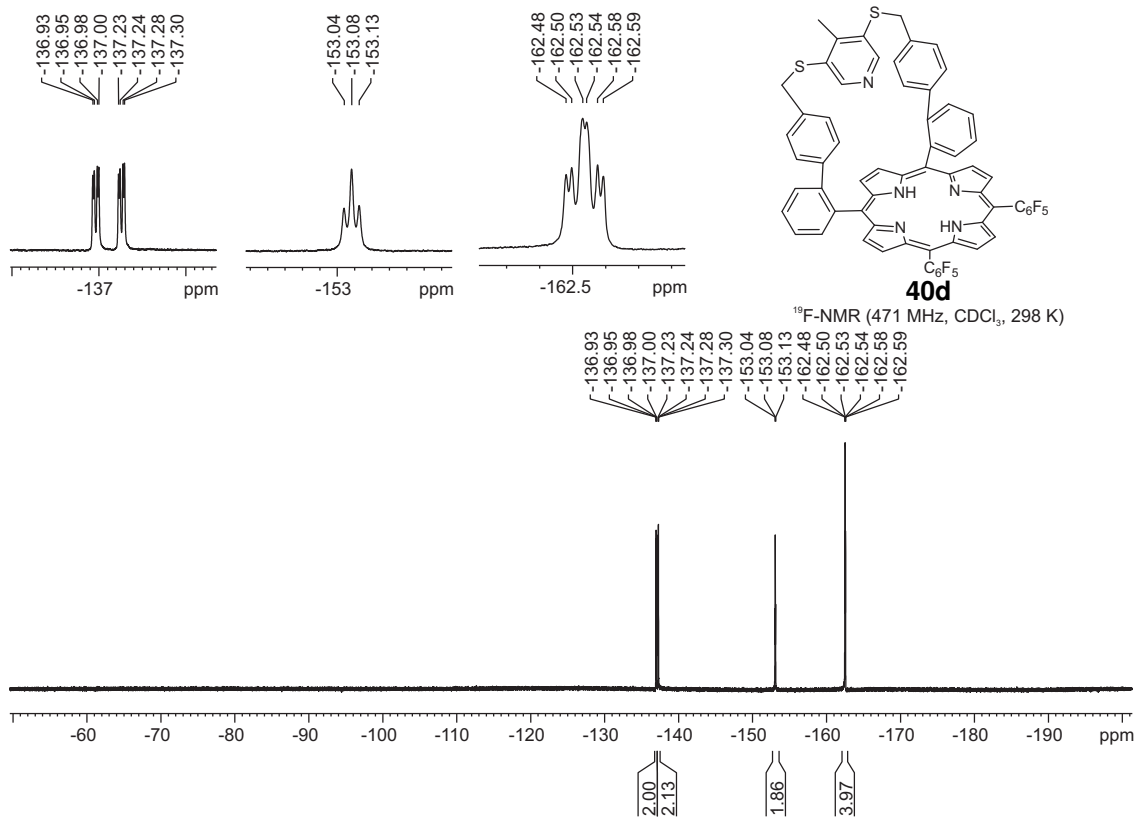 -136.93
-136.95
-136.98
-137.00
-137.23
-137.24
-137.28
-137.30
-153.04
-153.08
-153.13
-162.48
-162.50
-162.53
-162.54
-162.58
-162.59
-137 ppm
-153 ppm
-162.5 ppm
S
S
N
NH
N
N
HN
C₆F₅
C₆F₅
40d
¹⁹F-NMR (471 MHz, CDCl₃, 298 K)
-136.93
-136.95
-136.98
-137.00
-137.23
-137.24
-137.28
-137.30
-153.04
-153.08
-153.13
-162.48
-162.50
-162.53
-162.54
-162.58
-162.59
-60 -70 -80 -90 -100 -110 -120 -130 -140 -150 -160 -170 -180 -190 ppm
2.00
2.13
1.86
3.97